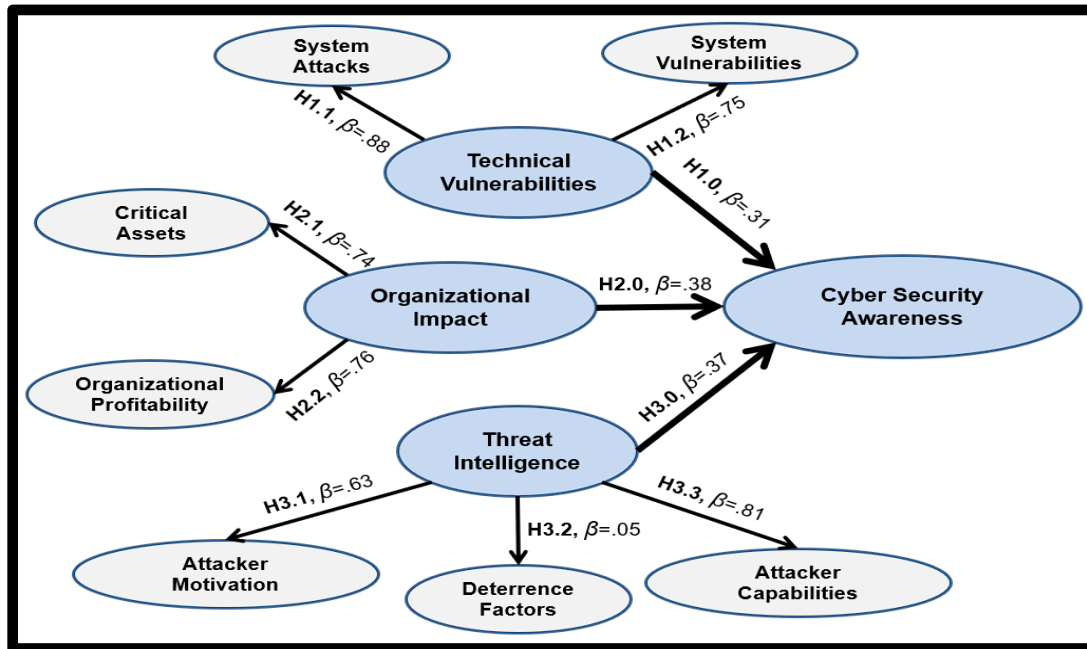 System
Attacks
System
Vulnerabilities
H1.1, β=.88
H1.2, β=.75
Technical
Vulnerabilities
H1.0, β=.31
Critical
Assets
H2.1, β=.74
Organizational
Impact
H2.0, β=.38
Cyber Security
Awareness
Organizational
Profitability
H2.2, β=.76
H3.0, β=.37
Threat
Intelligence
H3.1, β=.63
H3.2, β=.05
H3.3, β=.81
Attacker
Motivation
Deterrence
Factors
Attacker
Capabilities